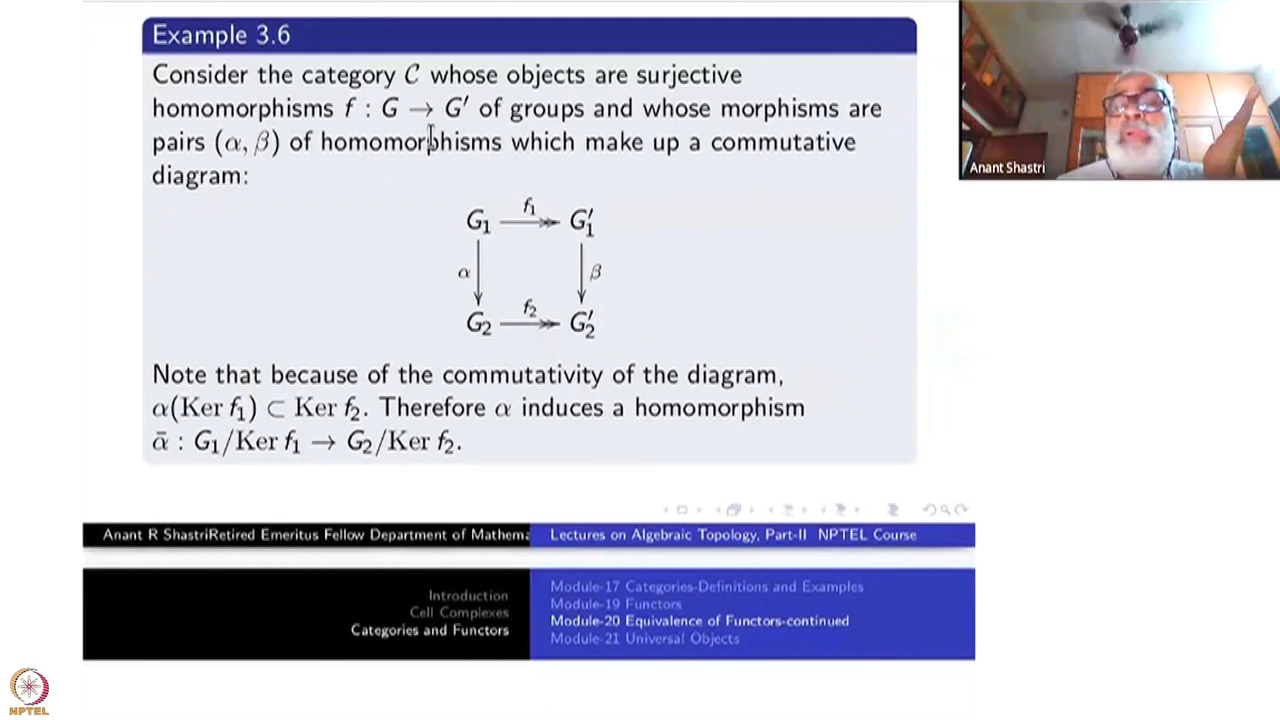 Example 3.6
Consider the category 𝒞 whose objects are surjective
homomorphisms f : G → G′ of groups and whose morphisms are
pairs (α, β) of homomorphisms which make up a commutative
diagram:
f₁
G₁ ↠ G′₁
α β
f₂
G₂ ↠ G′₂
Note that because of the commutativity of the diagram,
α(Ker f₁) ⊂ Ker f₂. Therefore α induces a homomorphism
ᾱ : G₁/Ker f₁ → G₂/Ker f₂.
Anant Shastri
Anant R ShastriRetired Emeritus Fellow Department of Mathema
Lectures on Algebraic Topology, Part-II NPTEL Course
Introduction
Cell Complexes
Categories and Functors
Module-17 Categories-Definitions and Examples
Module-19 Functors
Module-20 Equivalence of Functors-continued
Module-21 Universal Objects
NPTEL